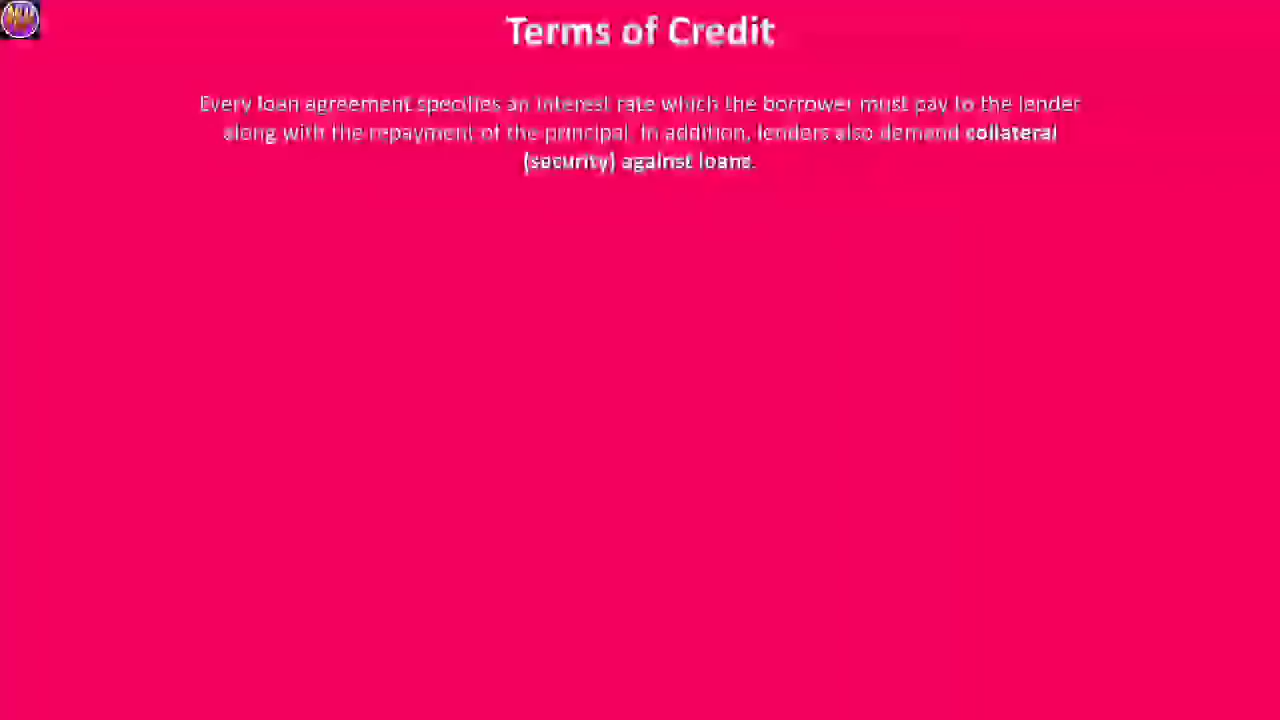 Terms of Credit
Every loan agreement specifies an interest rate which the borrower must pay to the lender
along with the repayment of the principal. In addition, lenders also demand collateral
(security) against loans.